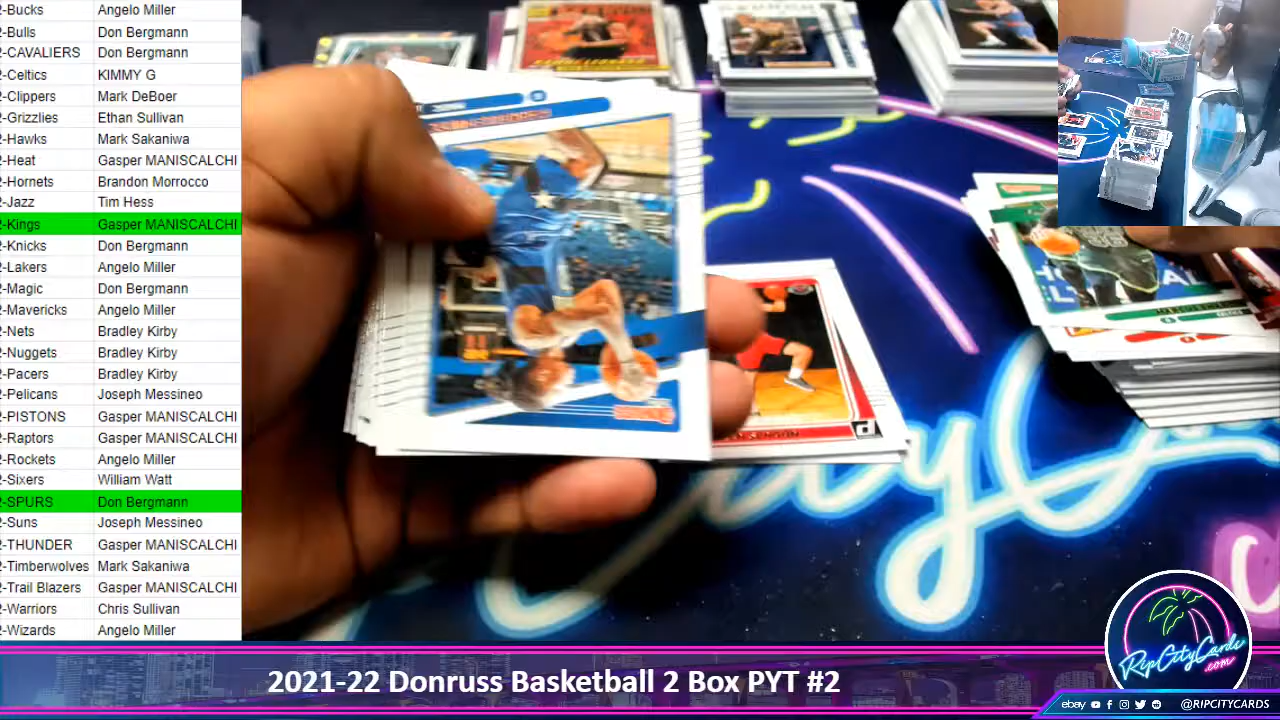 2-Bucks Angelo Miller
2-Bulls Don Bergmann
2-CAVALIERS Don Bergmann
2-Celtics KIMMY G
2-Clippers Mark DeBoer
2-Grizzlies Ethan Sullivan
2-Hawks Mark Sakaniwa
2-Heat Gasper MANISCALCHI
2-Hornets Brandon Morrocco
2-Jazz Tim Hess
2-Kings Gasper MANISCALCHI
2-Knicks Don Bergmann
2-Lakers Angelo Miller
2-Magic Don Bergmann
2-Mavericks Angelo Miller
2-Nets Bradley Kirby
2-Nuggets Bradley Kirby
2-Pacers Bradley Kirby
2-Pelicans Joseph Messineo
2-PISTONS Gasper MANISCALCHI
2-Raptors Gasper MANISCALCHI
2-Rockets Angelo Miller
2-Sixers William Watt
2-SPURS Don Bergmann
2-Suns Joseph Messineo
2-THUNDER Gasper MANISCALCHI
2-Timberwolves Mark Sakaniwa
2-Trail Blazers Gasper MANISCALCHI
2-Warriors Chris Sullivan
2-Wizards Angelo Miller
SENGUN
2021-22 Donruss Basketball 2 Box PYT #2
RipCityCards
.com
ebay @RIPCITYCARDS